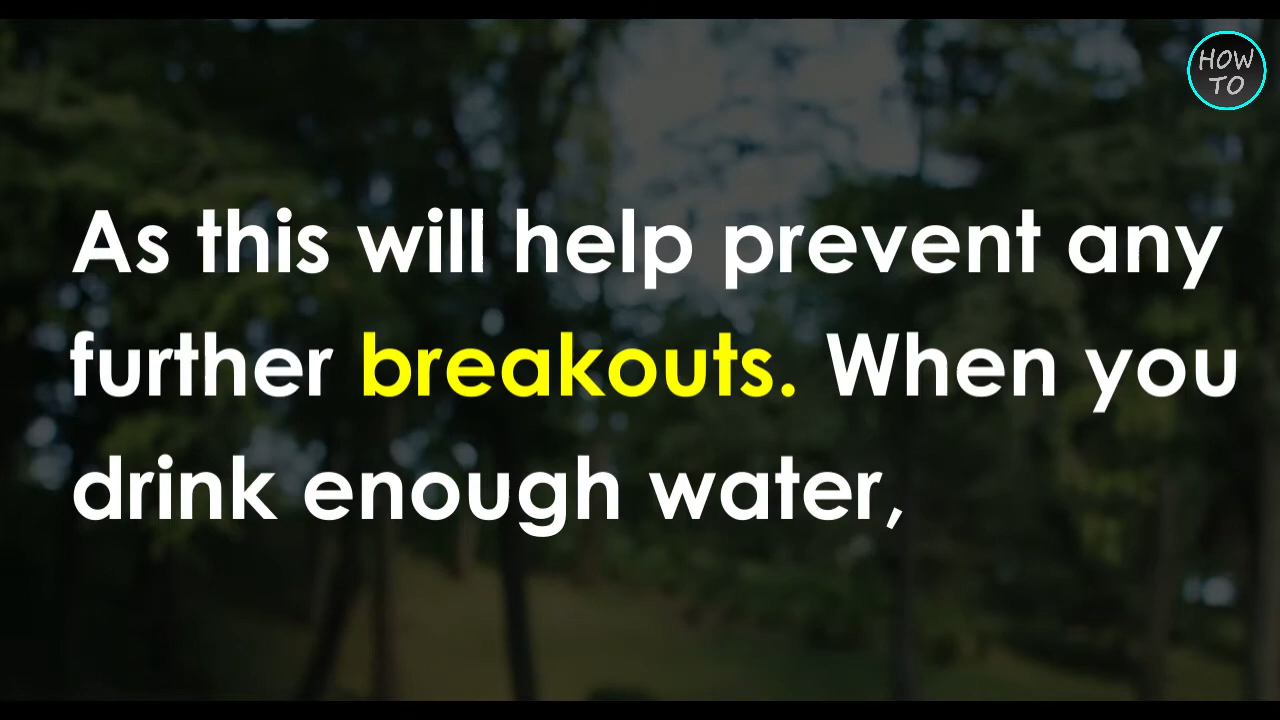 HOW
TO
As this will help prevent any
further breakouts. When you
drink enough water,